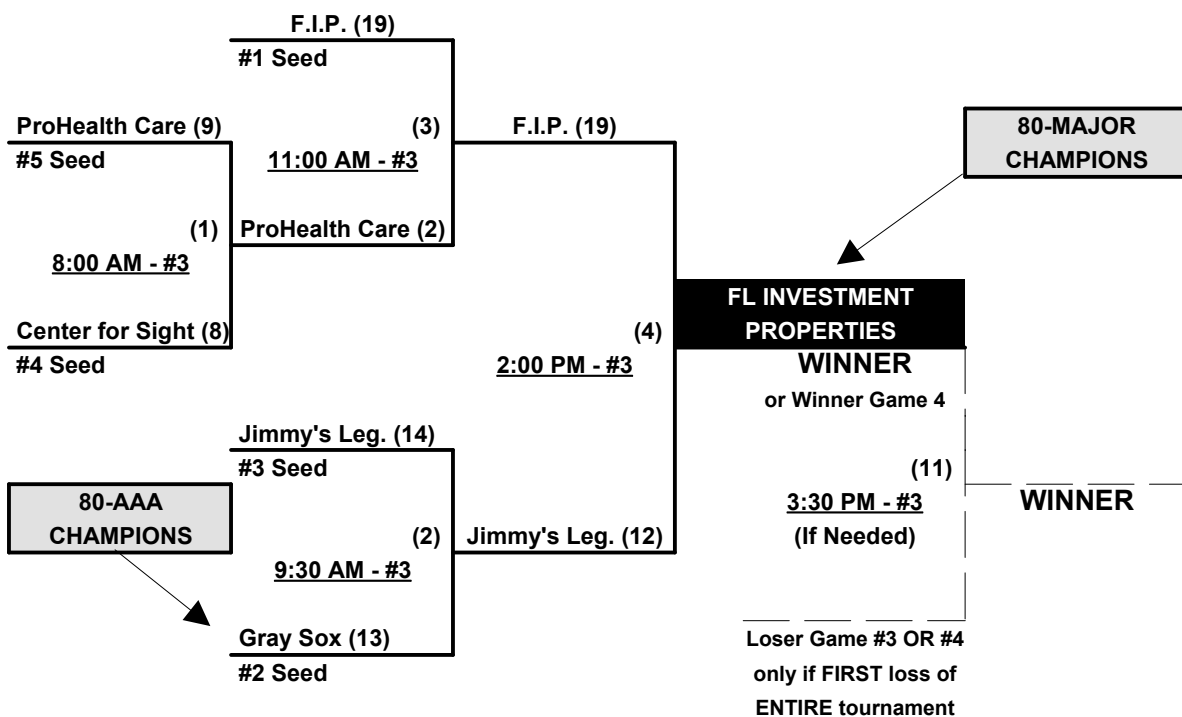 F.I.P. (19)
#1 Seed
ProHealth Care (9)
#5 Seed
(3)
11:00 AM - #3
F.I.P. (19)
80-MAJOR
CHAMPIONS
(1)
8:00 AM - #3
ProHealth Care (2)
Center for Sight (8)
#4 Seed
(4)
2:00 PM - #3
FL INVESTMENT
PROPERTIES
WINNER
or Winner Game 4
Jimmy's Leg. (14)
#3 Seed
80-AAA
CHAMPIONS
(2)
9:30 AM - #3
Jimmy's Leg. (12)
(11)
3:30 PM - #3
(If Needed)
WINNER
Gray Sox (13)
#2 Seed
Loser Game #3 OR #4
only if FIRST loss of
ENTIRE tournament